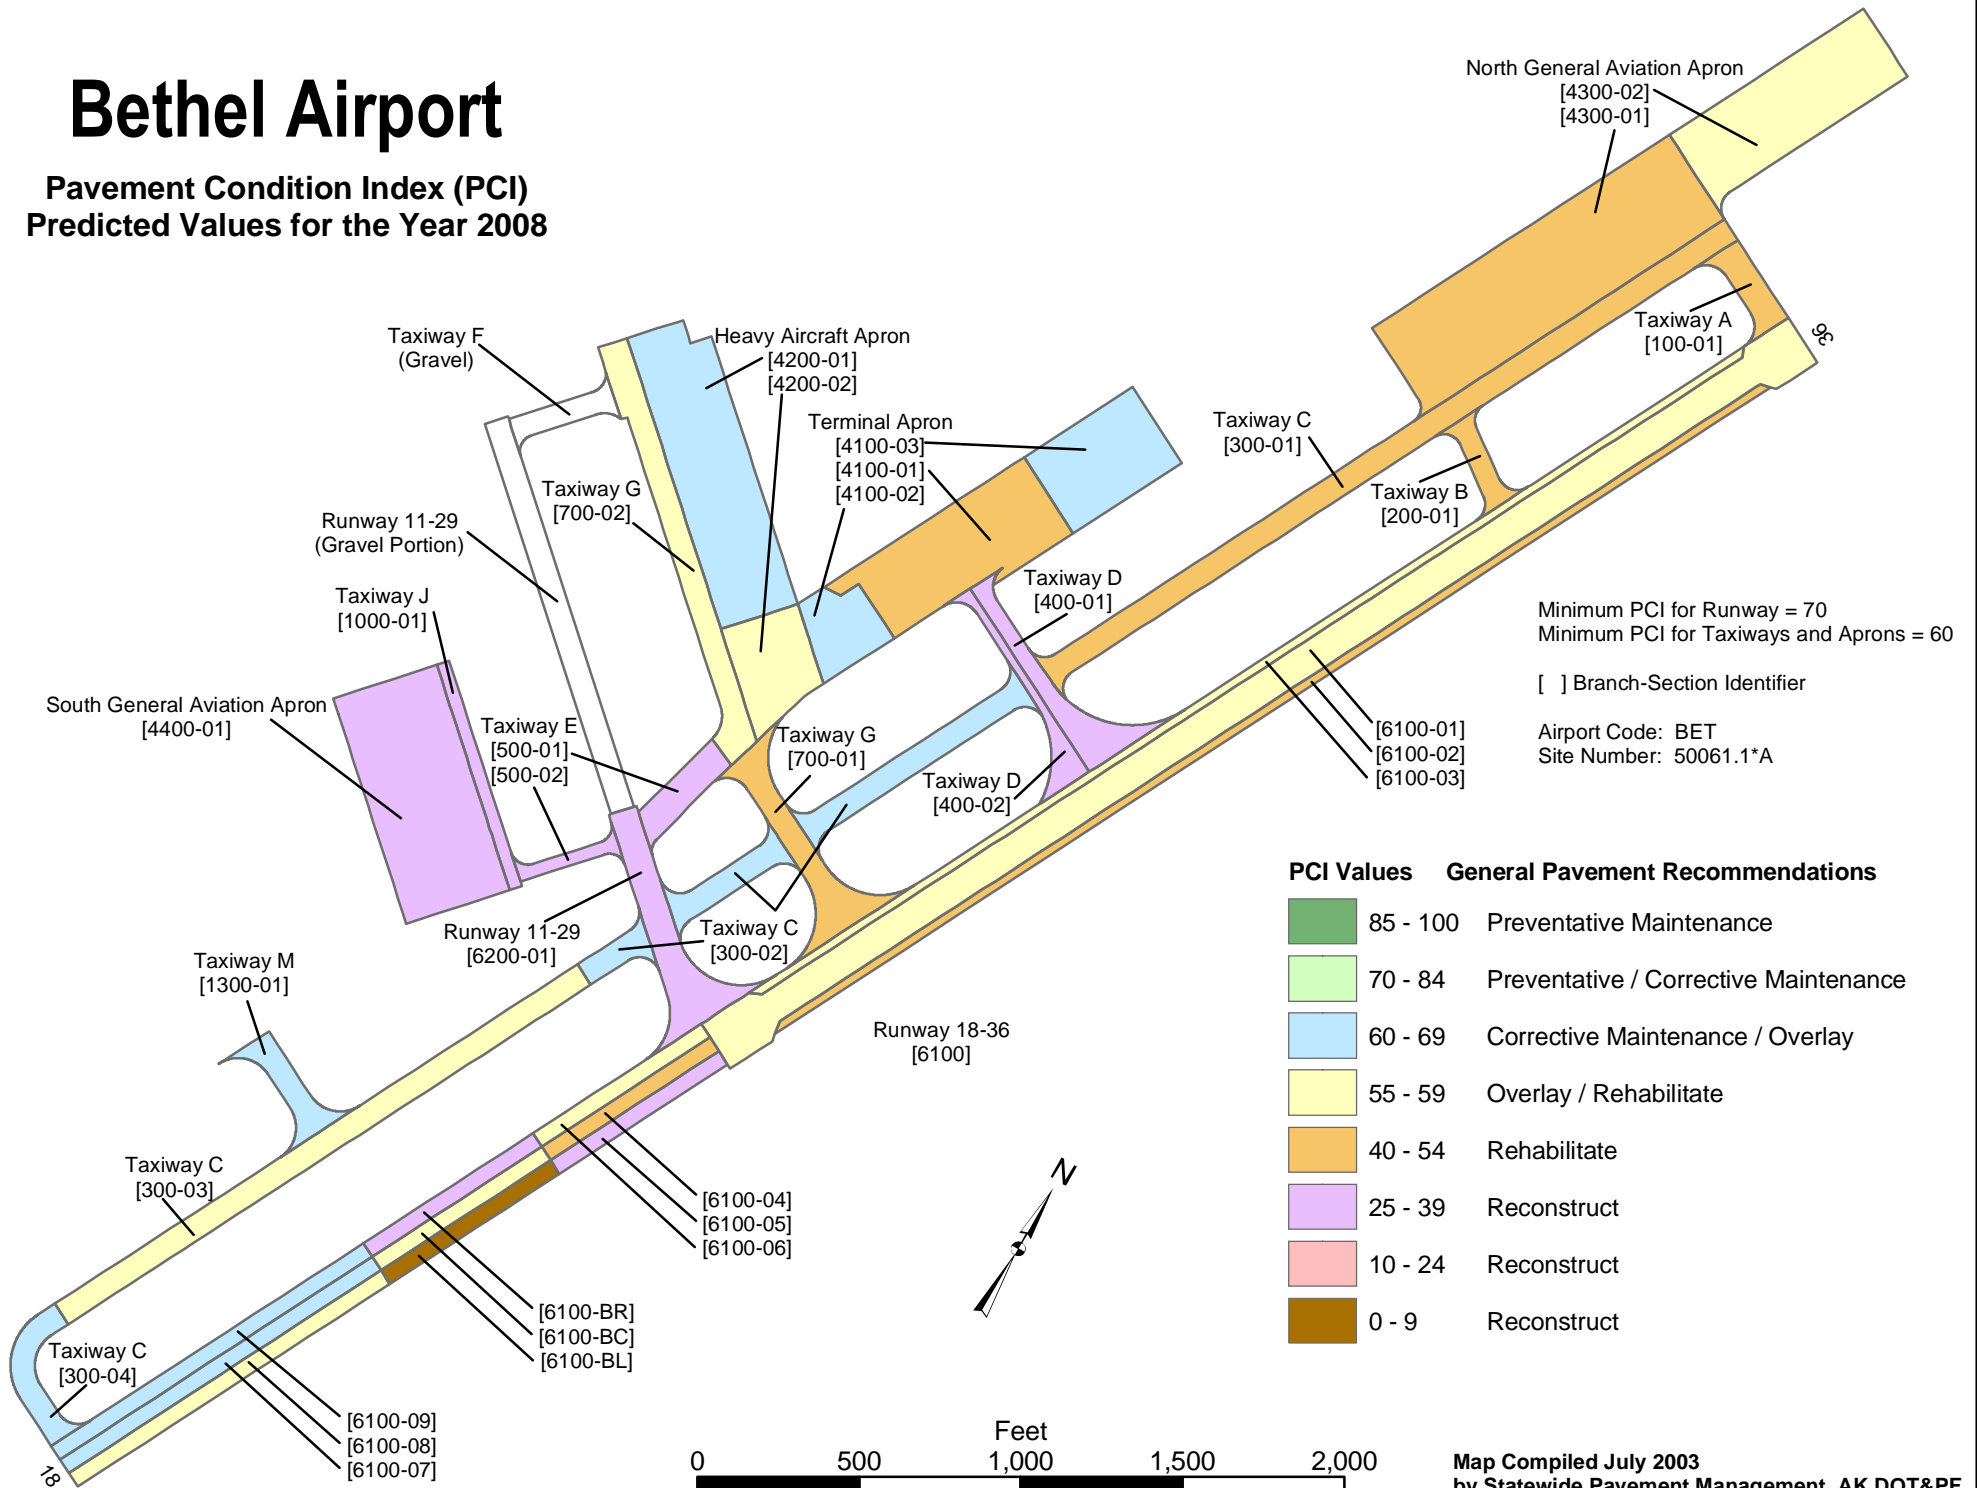 Bethel Airport
Pavement Condition Index (PCI)
Predicted Values for the Year 2008
North General Aviation Apron
[4300-02]
[4300-01]
Taxiway A
[100-01]
36
Taxiway F
(Gravel)
Heavy Aircraft Apron
[4200-01]
[4200-02]
Terminal Apron
[4100-03]
[4100-01]
[4100-02]
Taxiway C
[300-01]
Taxiway B
[200-01]
Taxiway G
[700-02]
Runway 11-29
(Gravel Portion)
Taxiway J
[1000-01]
Taxiway D
[400-01]
South General Aviation Apron
[4400-01]
Taxiway E
[500-01]
[500-02]
Taxiway G
[700-01]
Taxiway D
[400-02]
[6100-01]
[6100-02]
[6100-03]
Minimum PCI for Runway = 70
Minimum PCI for Taxiways and Aprons = 60
[ ] Branch-Section Identifier
Airport Code: BET
Site Number: 50061.1*A
Runway 11-29
[6200-01]
Taxiway C
[300-02]
Taxiway M
[1300-01]
Runway 18-36
[6100]
Taxiway C
[300-03]
[6100-04]
[6100-05]
[6100-06]
[6100-BR]
[6100-BC]
[6100-BL]
Taxiway C
[300-04]
[6100-09]
[6100-08]
[6100-07]
18
N
PCI Values General Pavement Recommendations
85 - 100 Preventative Maintenance
70 - 84 Preventative / Corrective Maintenance
60 - 69 Corrective Maintenance / Overlay
55 - 59 Overlay / Rehabilitate
40 - 54 Rehabilitate
25 - 39 Reconstruct
10 - 24 Reconstruct
0 - 9 Reconstruct
Feet
0 500 1,000 1,500 2,000
Map Compiled July 2003
by Statewide Pavement Management, AK DOT&PF